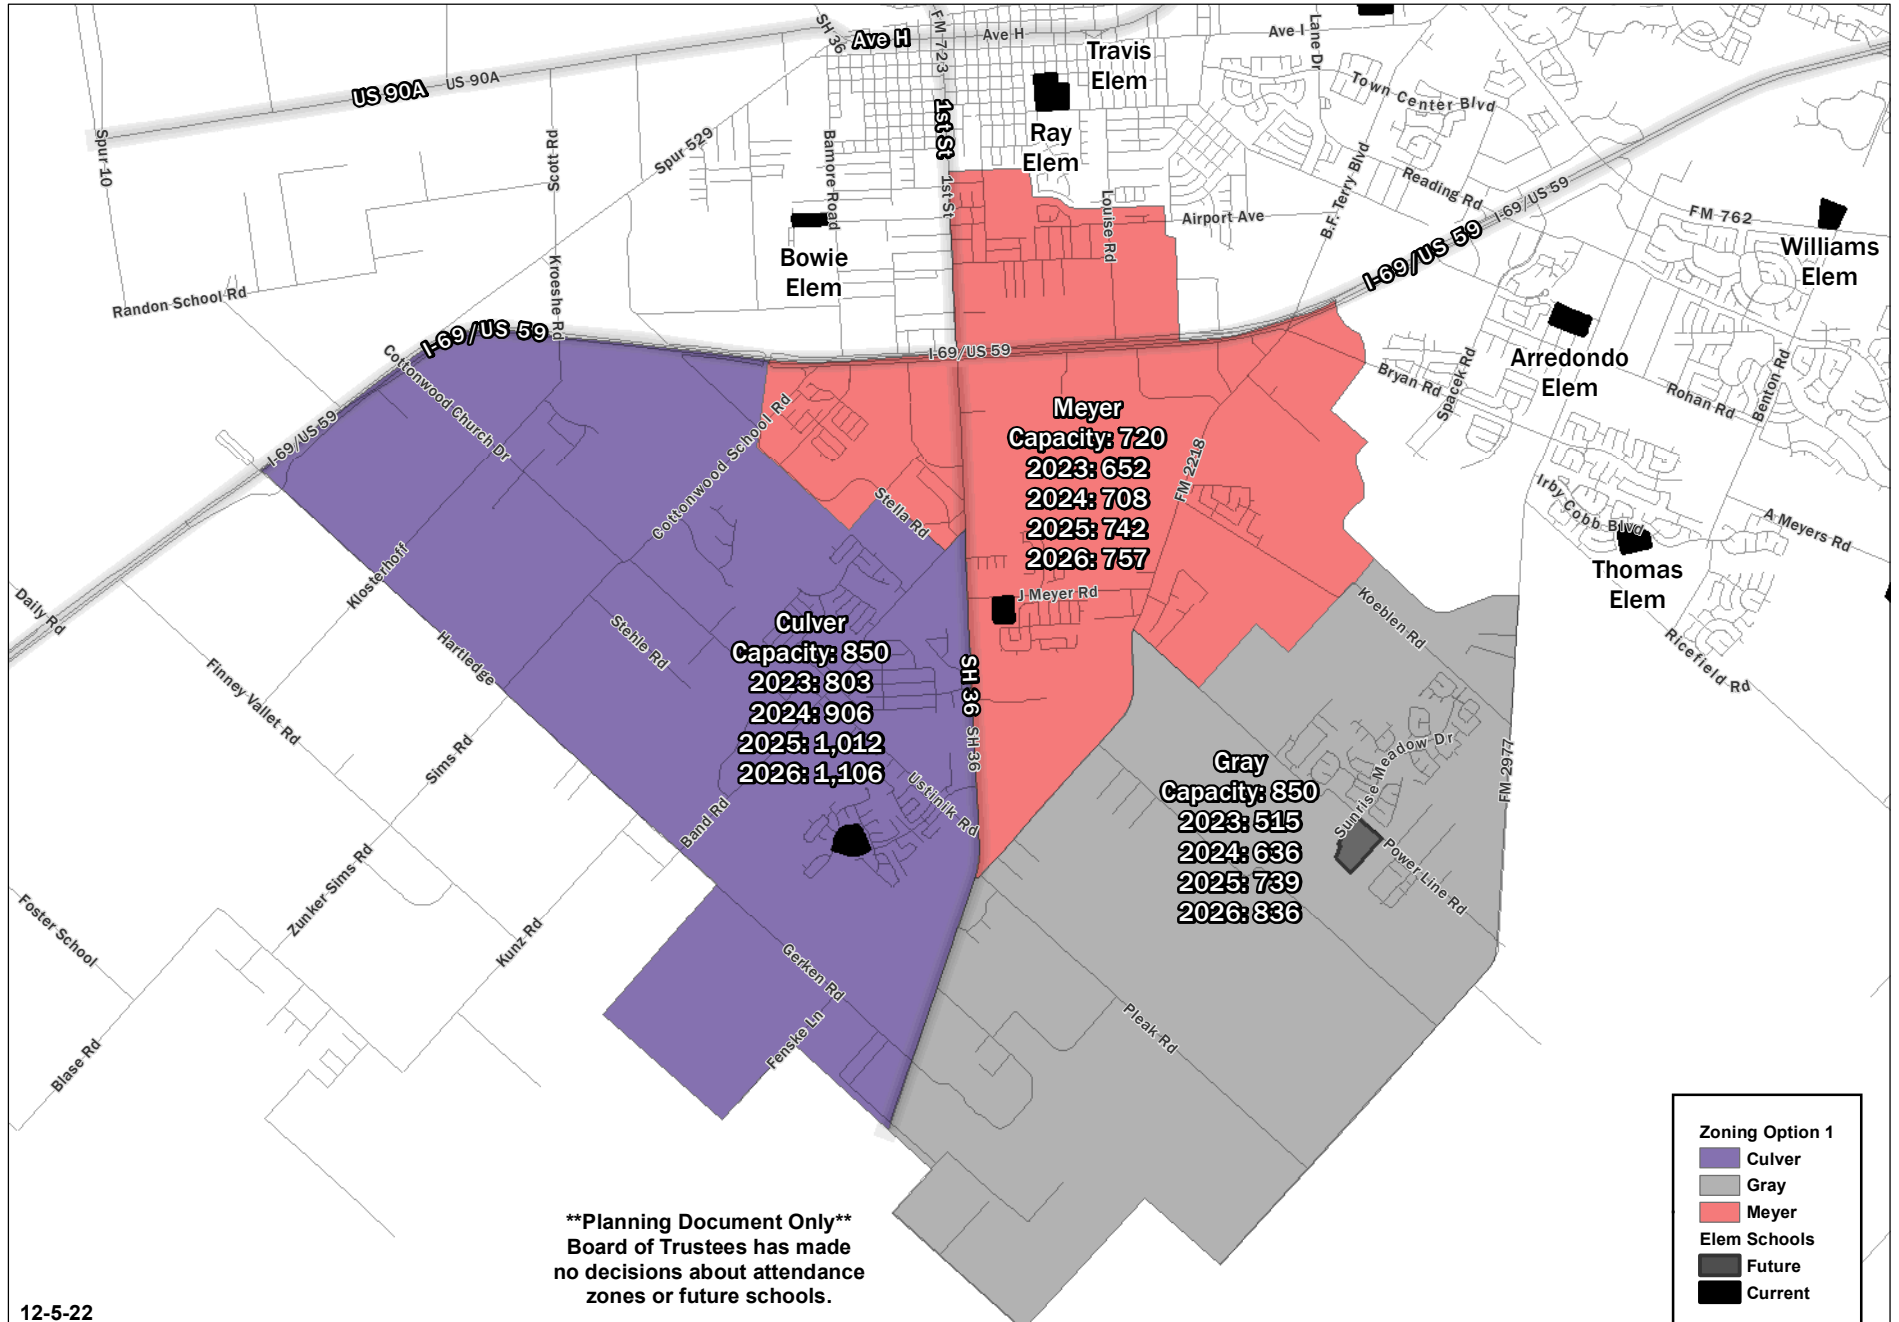 SH 36
FM 723
Ave H
Ave H
Ave I
Lane Dr
Travis
Elem
US 90A
US 90A
Town Center Blvd
Spur 10
Scott Rd
Spur 529
Bamore Road
1st St
1st St
Ray
Elem
Louise Rd
Airport Ave
B.F. Terry Blvd
Reading Rd
I-69/US 59
I-69/US 59
FM 762
Williams
Elem
Bowie
Elem
Randon School Rd
Kroeshe Rd
I-69/US 59
I-69/US 59
Cottonwood Church Dr
Cottonwood School Rd
Bryan Rd
Spacek Rd
Arredondo
Elem
Rohan Rd
Benton Rd
I-69/US 59
Meyer
Capacity: 720
2023: 652
2024: 708
2025: 742
2026: 757
FM 2218
Stella Rd
Irby Cobb Blvd
A Meyers Rd
Thomas
Elem
Daily Rd
Klosterhoff
Hartledge
Stehle Rd
J Meyer Rd
Koeblen Rd
Ricefield Rd
Culver
Capacity: 850
2023: 803
2024: 906
2025: 1,012
2026: 1,106
SH 36
SH 36
Finney Vallet Rd
Sims Rd
Band Rd
Ustinik Rd
Gray
Capacity: 850
2023: 515
2024: 636
2025: 739
2026: 836
Sunrise Meadow Dr
FM 2977
Power Line Rd
Foster School
Zunker Sims Rd
Kunz Rd
Gerken Rd
Fenske Ln
Pleak Rd
Blase Rd
Zoning Option 1
Culver
Gray
Meyer
Elem Schools
Future
Current
**Planning Document Only**
Board of Trustees has made
no decisions about attendance
zones or future schools.
12-5-22